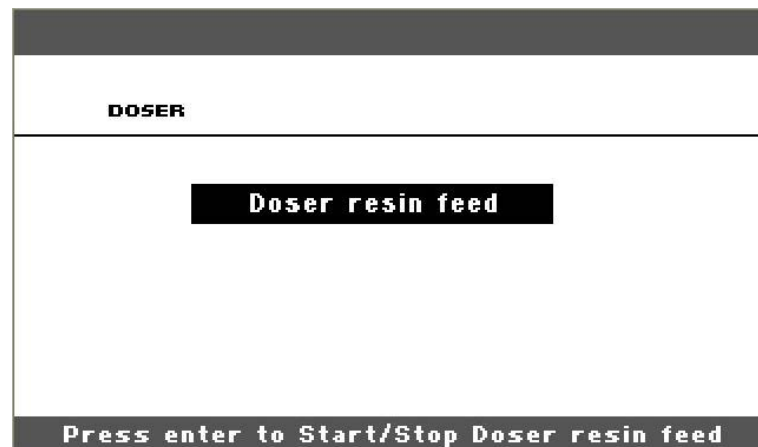 DOSER
Doser resin feed
Press enter to Start/Stop Doser resin feed